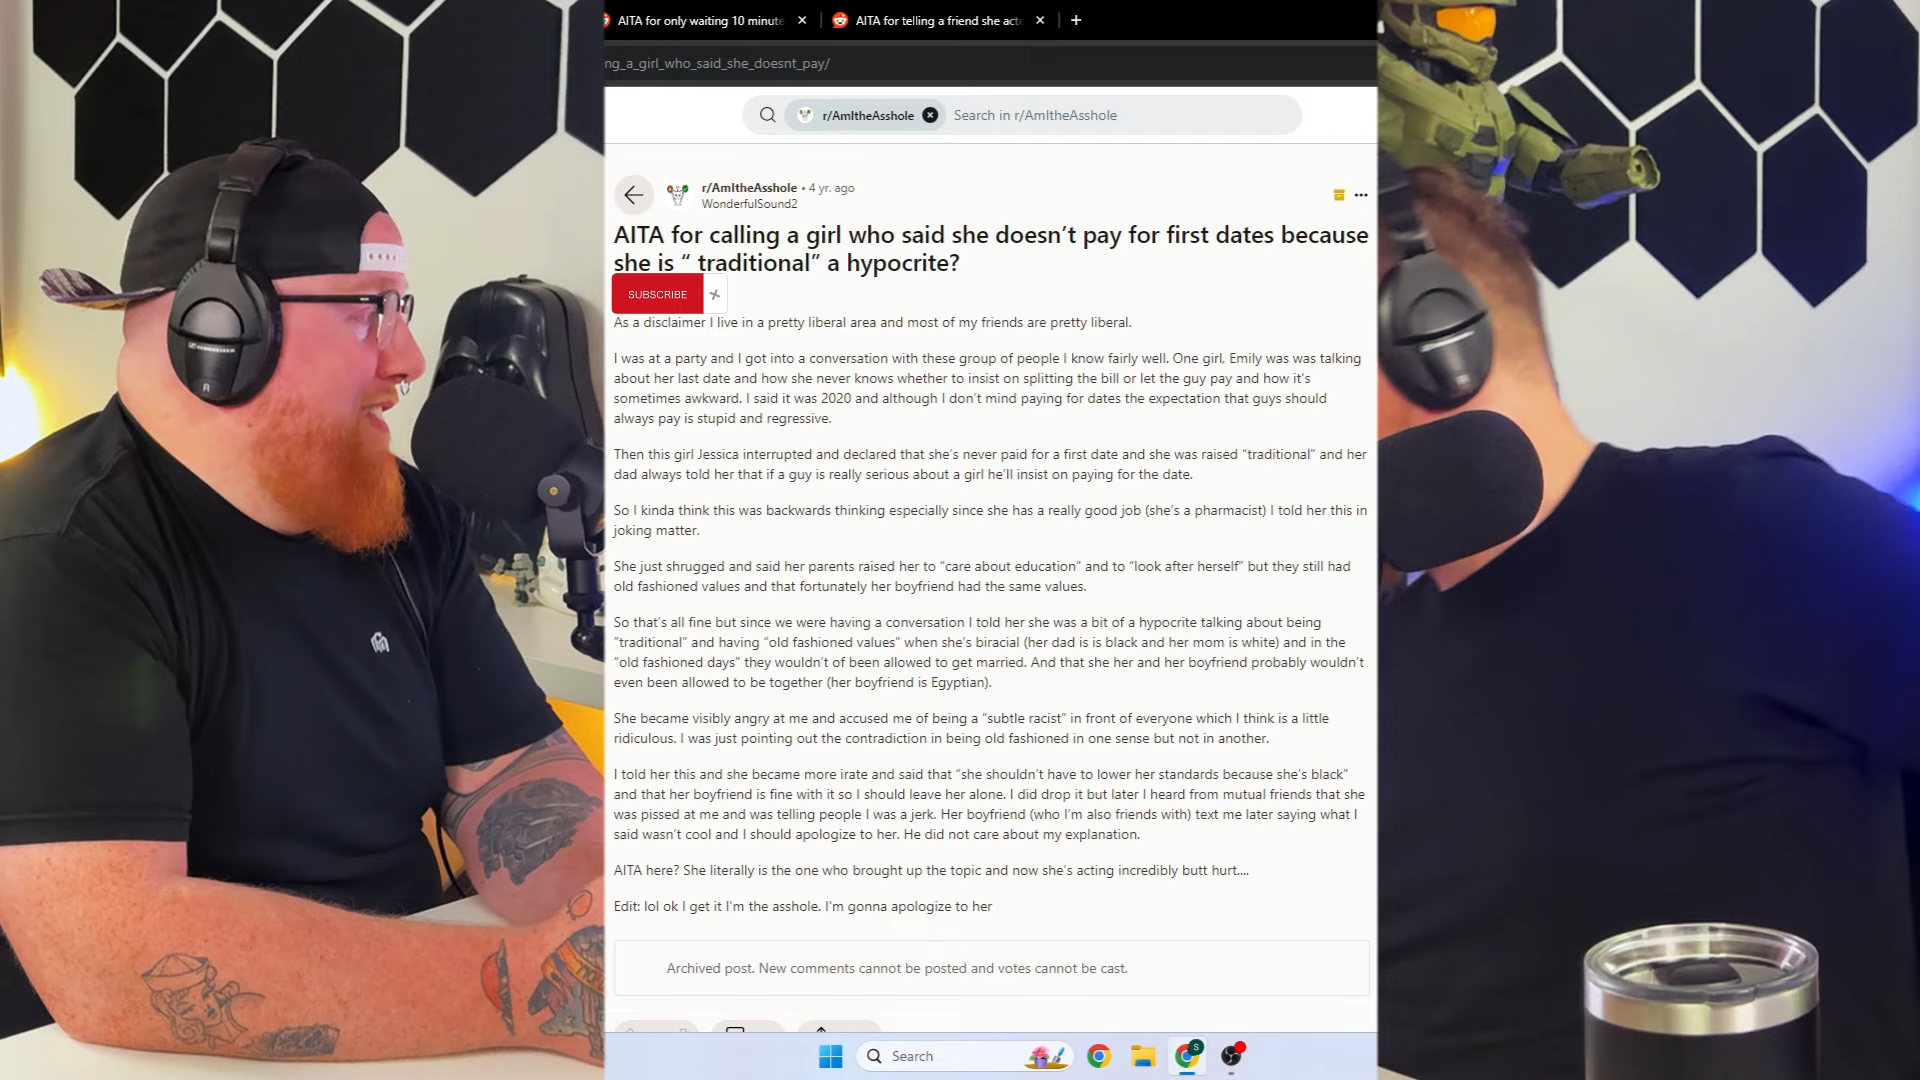 AITA for only waiting 10 minute
AITA for telling a friend she act
ng_a_girl_who_said_she_doesnt_pay/
r/AmItheAsshole
Search in r/AmItheAsshole
r/AmItheAsshole • 4 yr. ago
WonderfulSound2
AITA for calling a girl who said she doesn’t pay for first dates because
she is “ traditional” a hypocrite?
SUBSCRIBE
As a disclaimer I live in a pretty liberal area and most of my friends are pretty liberal.
I was at a party and I got into a conversation with these group of people I know fairly well. One girl, Emily was was talking
about her last date and how she never knows whether to insist on splitting the bill or let the guy pay and how it's
sometimes awkward. I said it was 2020 and although I don’t mind paying for dates the expectation that guys should
always pay is stupid and regressive.
Then this girl Jessica interrupted and declared that she’s never paid for a first date and she was raised “traditional” and her
dad always told her that if a guy is really serious about a girl he’ll insist on paying for the date.
So I kinda think this was backwards thinking especially since she has a really good job (she’s a pharmacist) I told her this in
joking matter.
She just shrugged and said her parents raised her to “care about education” and to “look after herself” but they still had
old fashioned values and that fortunately her boyfriend had the same values.
So that’s all fine but since we were having a conversation I told her she was a bit of a hypocrite talking about being
“traditional” and having “old fashioned values” when she’s biracial (her dad is is black and her mom is white) and in the
“old fashioned days” they wouldn’t of been allowed to get married. And that she her and her boyfriend probably wouldn’t
even been allowed to be together (her boyfriend is Egyptian).
She became visibly angry at me and accused me of being a “subtle racist” in front of everyone which I think is a little
ridiculous. I was just pointing out the contradiction in being old fashioned in one sense but not in another.
I told her this and she became more irate and said that “she shouldn’t have to lower her standards because she’s black”
and that her boyfriend is fine with it so I should leave her alone. I did drop it but later I heard from mutual friends that she
was pissed at me and was telling people I was a jerk. Her boyfriend (who I’m also friends with) text me later saying what I
said wasn’t cool and I should apologize to her. He did not care about my explanation.
AITA here? She literally is the one who brought up the topic and now she’s acting incredibly butt hurt....
Edit: lol ok I get it I'm the asshole. I'm gonna apologize to her
Archived post. New comments cannot be posted and votes cannot be cast.
Search
S
R